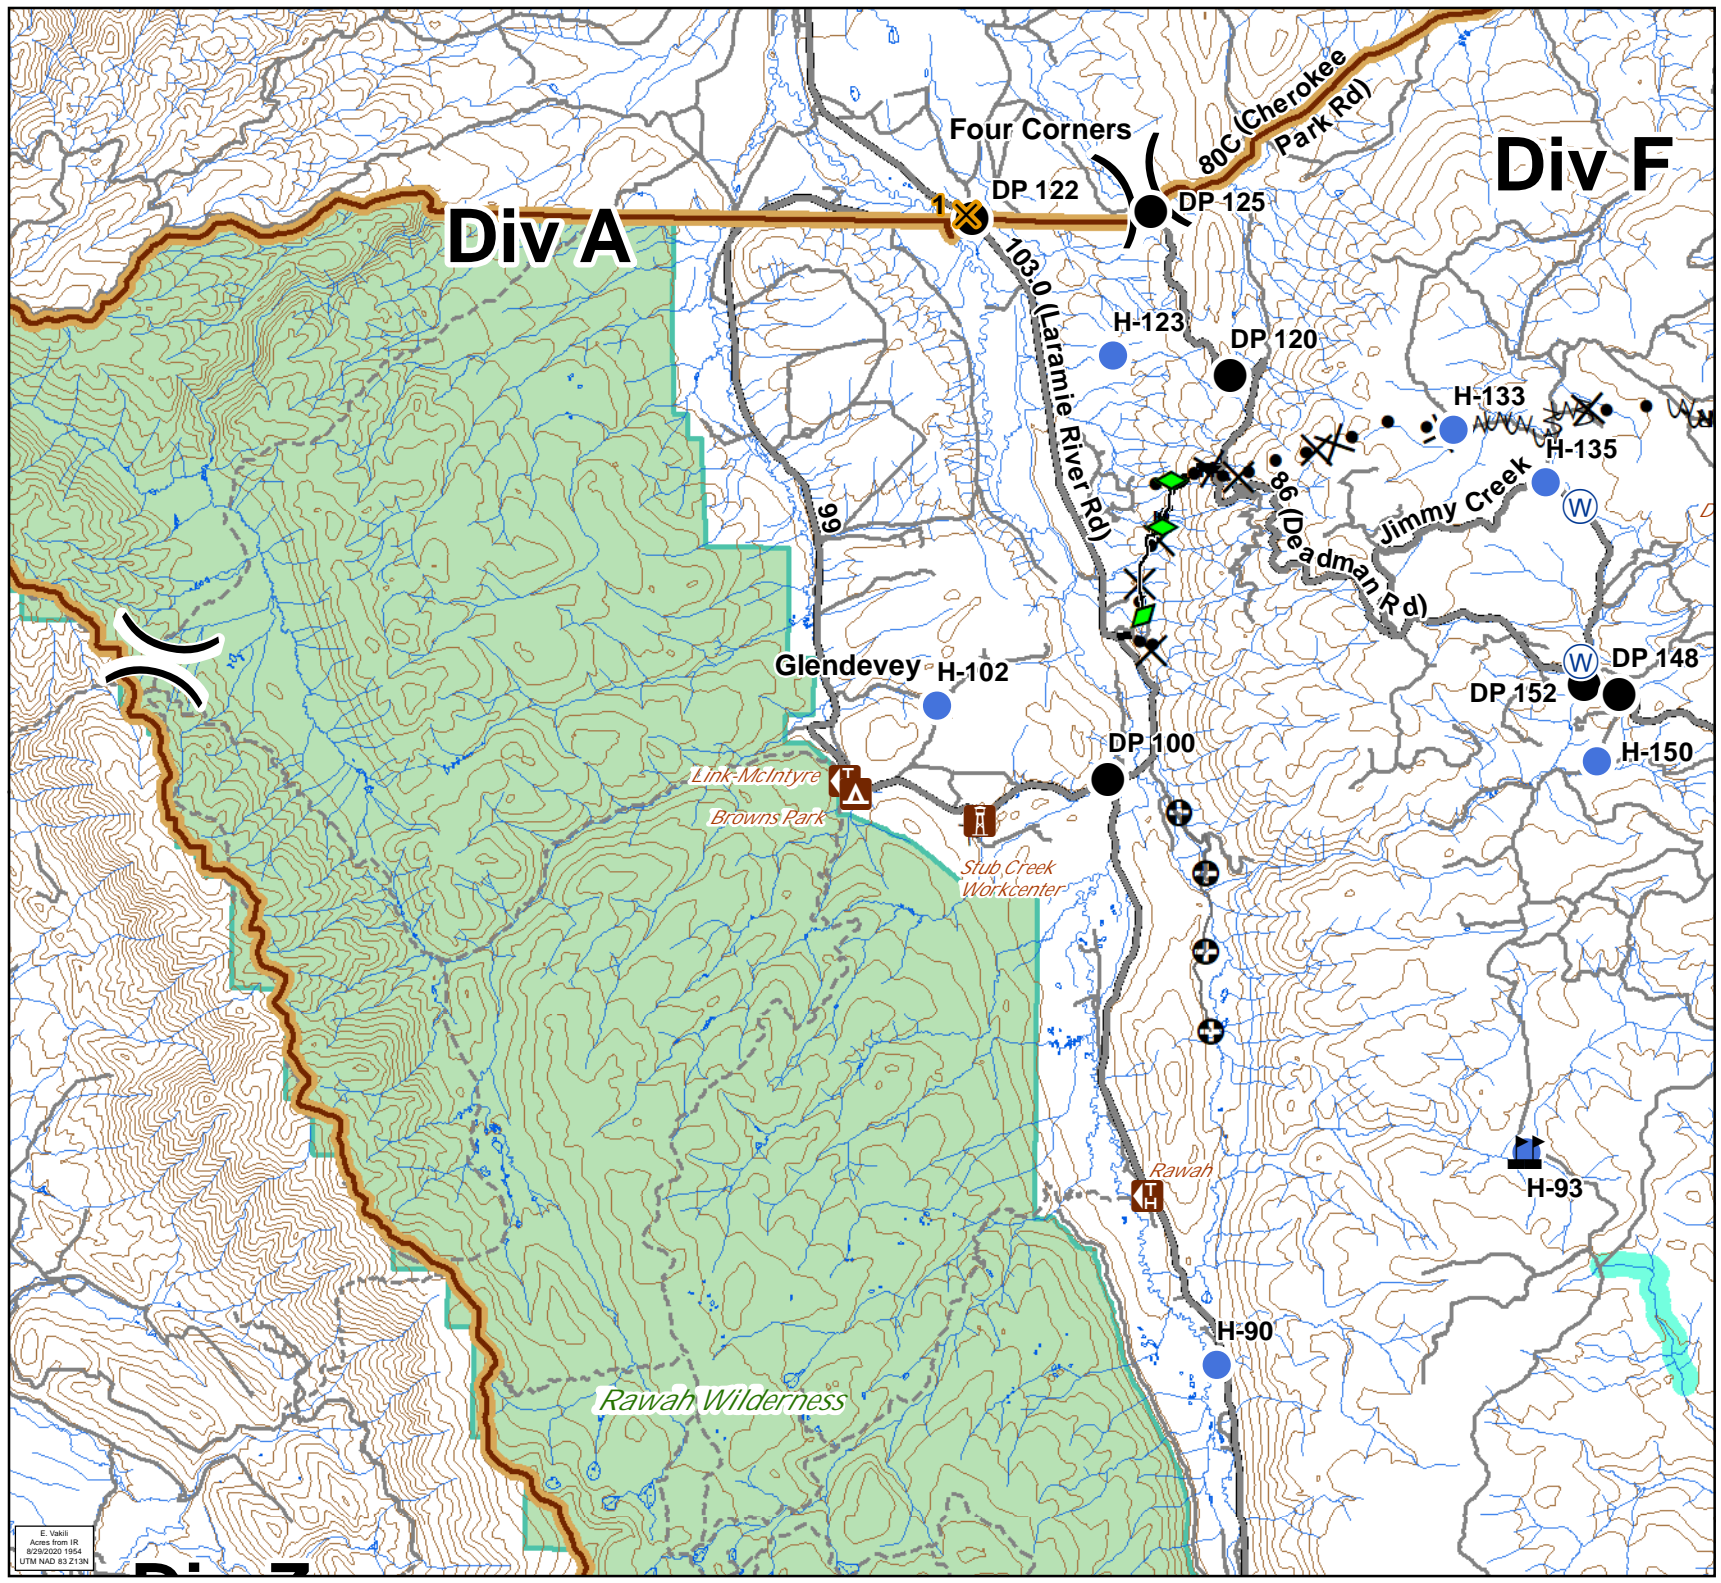 80C (Cherokee
Park Rd)
Four Corners
Div F
DP 122
1
DP 125
Div A
103.0 (Laramie River Rd)
H-123
DP 120
H-133
H-135
99
86 (Deadman Rd)
Jimmy Creek
W
W
Glendevey
H-102
DP 148
DP 152
DP 100
H-150
Link-McIntyre
T
Browns Park
Stub Creek
Workcenter
Rawah
T
H
H-93
H-90
Rawah Wilderness
E. Vakili
Acres from IR
8/29/2020 1954
UTM NAD 83 Z13N